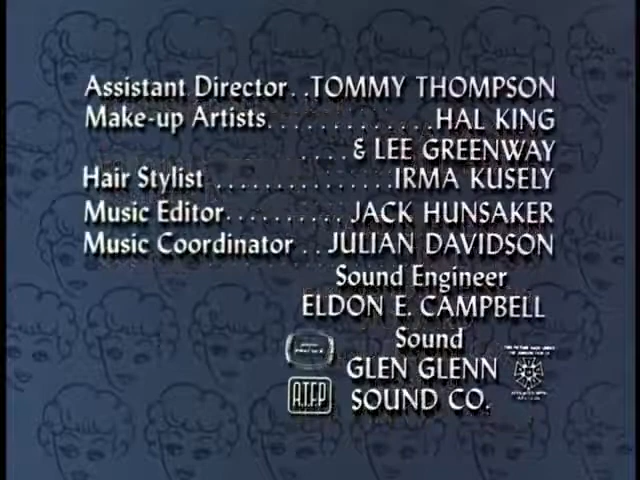 Assistant Director..TOMMY THOMPSON
Make-up Artists.............HAL KING
....& LEE GREENWAY
Hair Stylist ...............IRMA KUSELY
Music Editor..........JACK HUNSAKER
Music Coordinator ..JULIAN DAVIDSON
Sound Engineer
ELDON E. CAMPBELL
Sound
GLEN GLENN
SOUND CO.
A.T.F.P